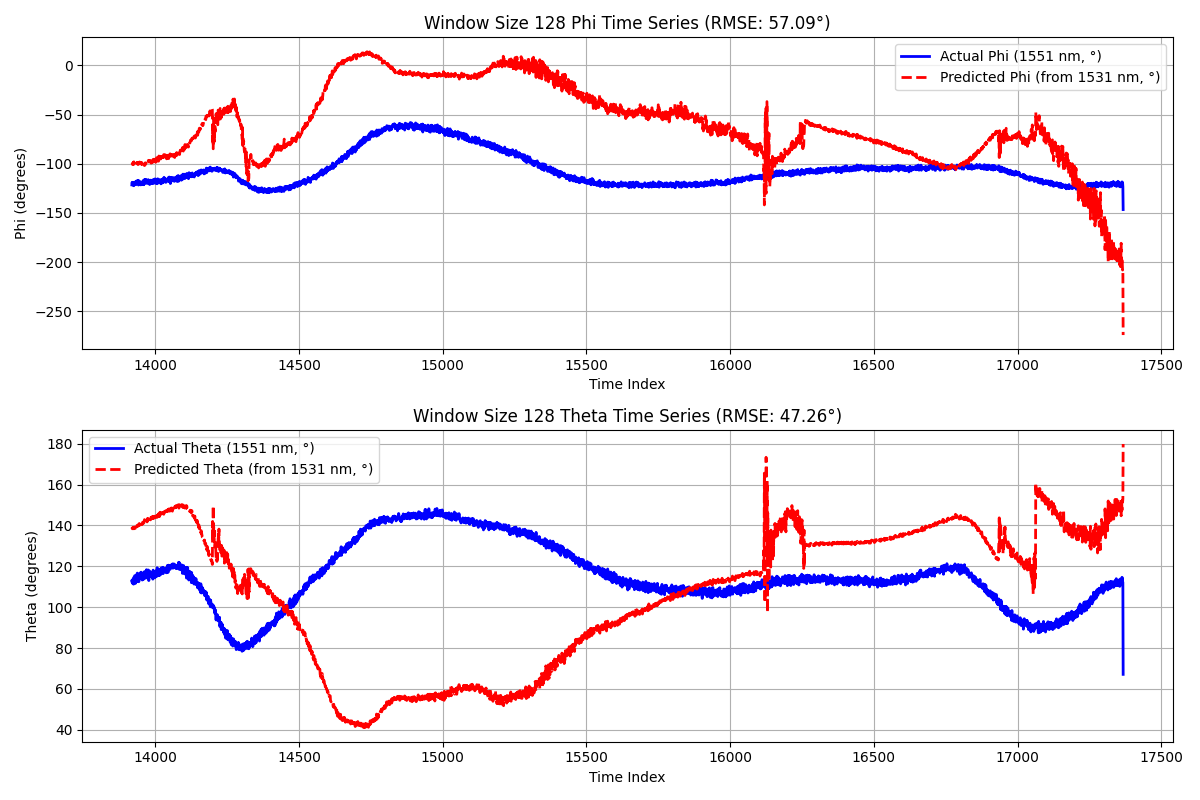 Window Size 128 Phi Time Series (RMSE: 57.09°)
Phi (degrees)
0
−50
−100
−150
−200
−250
Actual Phi (1551 nm, °)
Predicted Phi (from 1531 nm, °)
14000 14500 15000 15500 16000 16500 17000 17500
Time Index
Window Size 128 Theta Time Series (RMSE: 47.26°)
Theta (degrees)
180
160
140
120
100
80
60
40
Actual Theta (1551 nm, °)
Predicted Theta (from 1531 nm, °)
14000 14500 15000 15500 16000 16500 17000 17500
Time Index